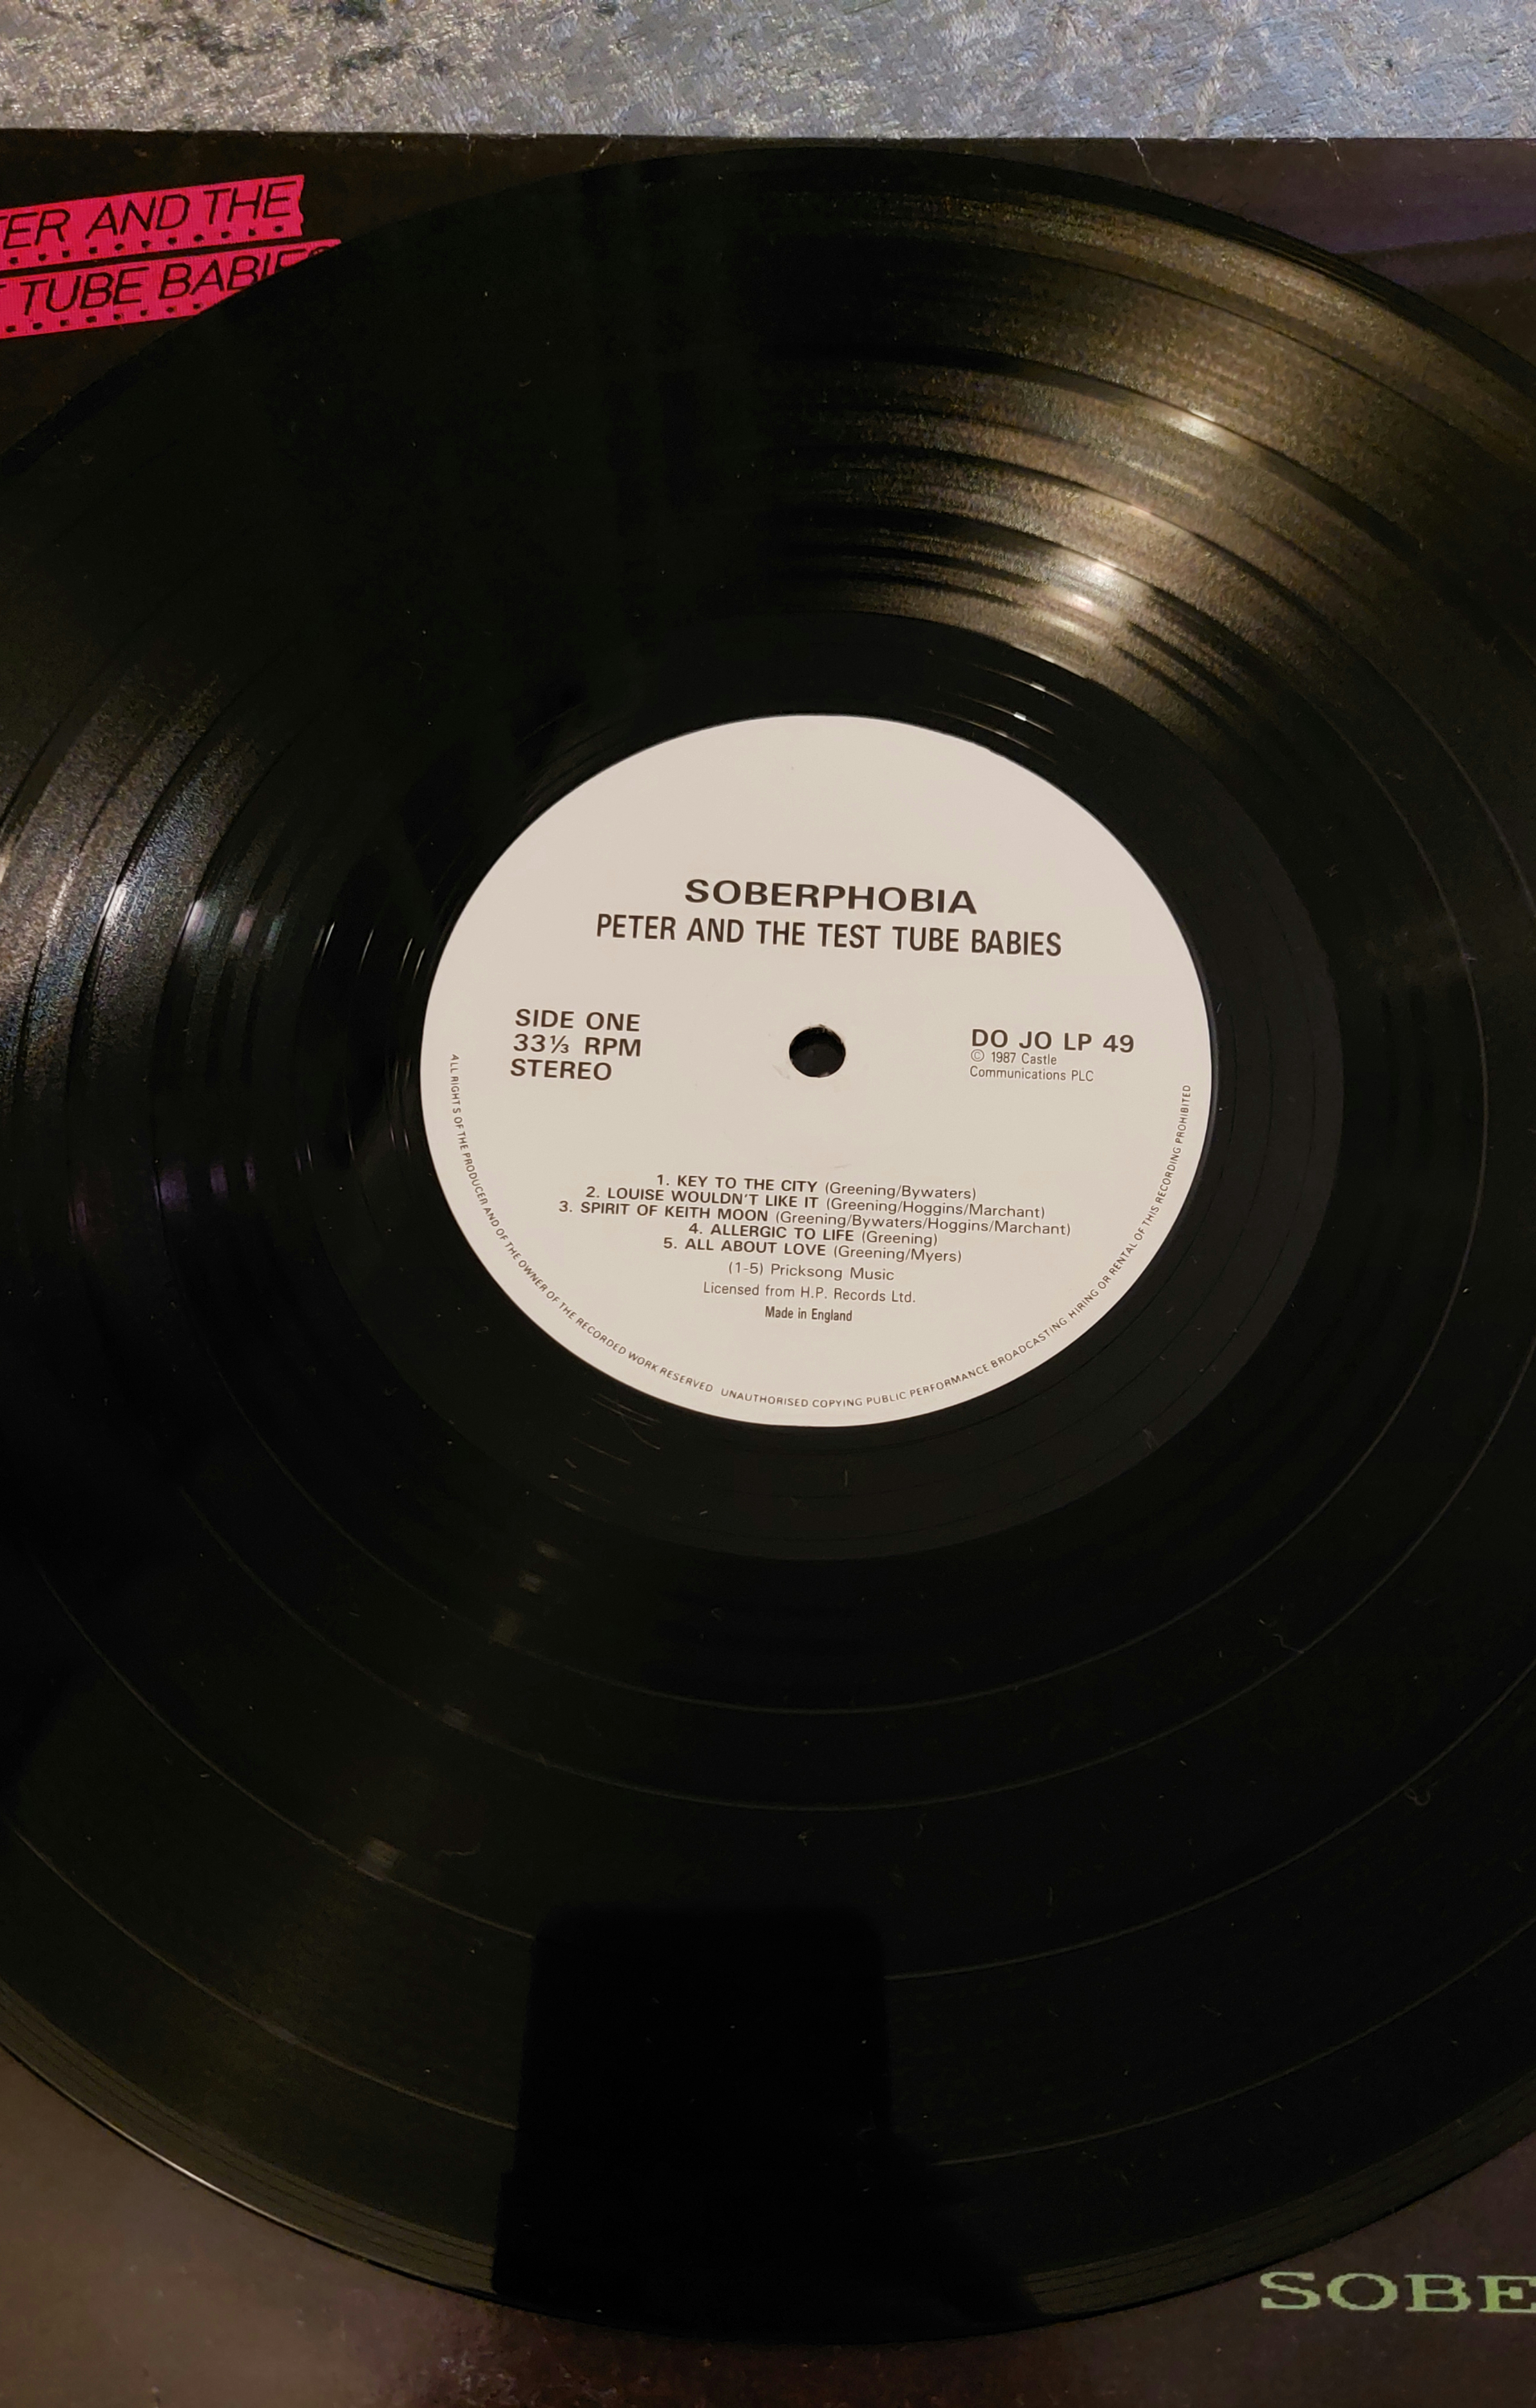 ER AND THE
TUBE BABIES
SOBERPHOBIA
PETER AND THE TEST TUBE BABIES
SIDE ONE
33⅓ RPM
STEREO
DO JO LP 49
© 1987 Castle
Communications PLC
1. KEY TO THE CITY (Greening/Bywaters)
2. LOUISE WOULDN'T LIKE IT (Greening/Hoggins/Marchant)
3. SPIRIT OF KEITH MOON (Greening/Bywaters/Hoggins/Marchant)
4. ALLERGIC TO LIFE (Greening)
5. ALL ABOUT LOVE (Greening/Myers)
(1-5) Pricksong Music
Licensed from H.P. Records Ltd.
Made in England
ALL RIGHTS OF THE PRODUCER AND OF THE OWNER OF THE RECORDED WORK RESERVED UNAUTHORISED COPYING PUBLIC PERFORMANCE BROADCASTING HIRING OR RENTAL OF THIS RECORDING PROHIBITED
SOBE